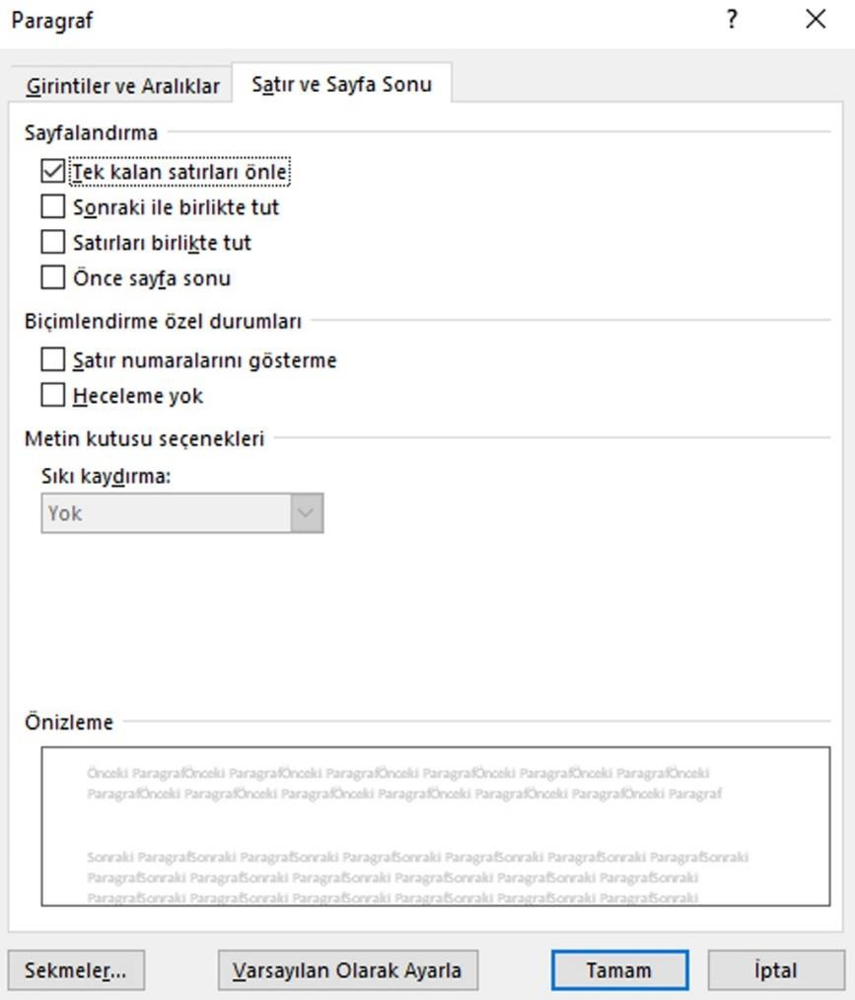 Paragraf
?
Girintiler ve Aralıklar
Satır ve Sayfa Sonu
Sayfalandırma
Tek kalan satırları önle
Sonraki ile birlikte tut
Satırları birlikte tut
Önce sayfa sonu
Biçimlendirme özel durumları
Satır numaralarını gösterme
Heceleme yok
Metin kutusu seçenekleri
Sıkı kaydırma:
Yok
Önizleme
Önceki ParagrafÖnceki ParagrafÖnceki ParagrafÖnceki ParagrafÖnceki ParagrafÖnceki ParagrafÖnceki
ParagrafÖnceki ParagrafÖnceki ParagrafÖnceki ParagrafÖnceki ParagrafÖnceki ParagrafÖnceki Paragraf
Sonraki ParagrafSonraki ParagrafSonraki ParagrafSonraki ParagrafSonraki ParagrafSonraki ParagrafSonraki
ParagrafSonraki ParagrafSonraki ParagrafSonraki ParagrafSonraki ParagrafSonraki ParagrafSonraki
ParagrafSonraki ParagrafSonraki ParagrafSonraki ParagrafSonraki ParagrafSonraki ParagrafSonraki
Sekmeler...
Varsayılan Olarak Ayarla
Tamam
İptal